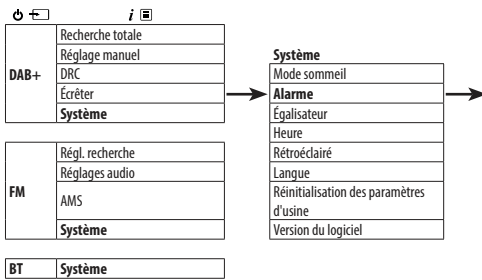 i
DAB+
Recherche totale
Réglage manuel
DRC
Écrêter
Système
FM
Régl. recherche
Réglages audio
AMS
Système
BT
Système
Système
Mode sommeil
Alarme
Égalisateur
Heure
Rétroéclairé
Langue
Réinitialisation des paramètres
d'usine
Version du logiciel